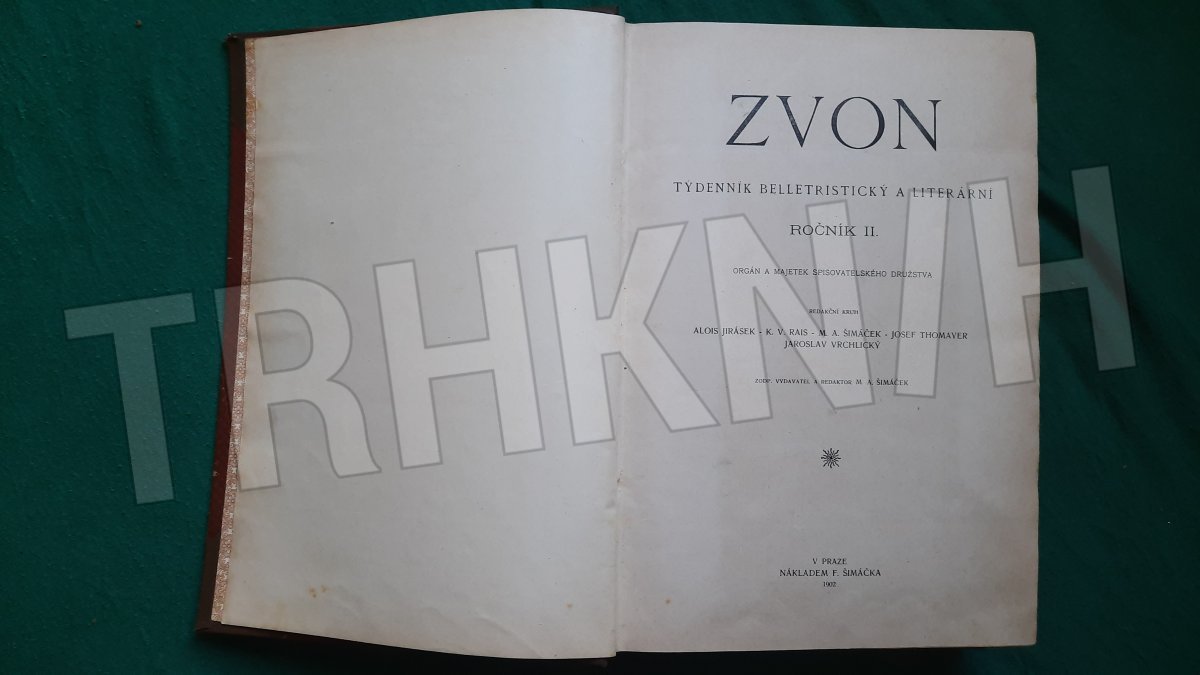 ZVON
TÝDENNÍK BELLETRISTICKÝ A LITERÁRNÍ
ROČNÍK II.
ORGÁN A MAJETEK SPISOVATELSKÉHO DRUŽSTVA
REDAKČNÍ KRUH
ALOIS JIRÁSEK - K. V. RAIS - M. A. ŠIMÁČEK - JOSEF THOMAYER
JAROSLAV VRCHLICKÝ
ZODP. VYDAVATEL A REDAKTOR M. A. ŠIMÁČEK
V PRAZE
NÁKLADEM F. ŠIMÁČKA
1902
TRHKNIH